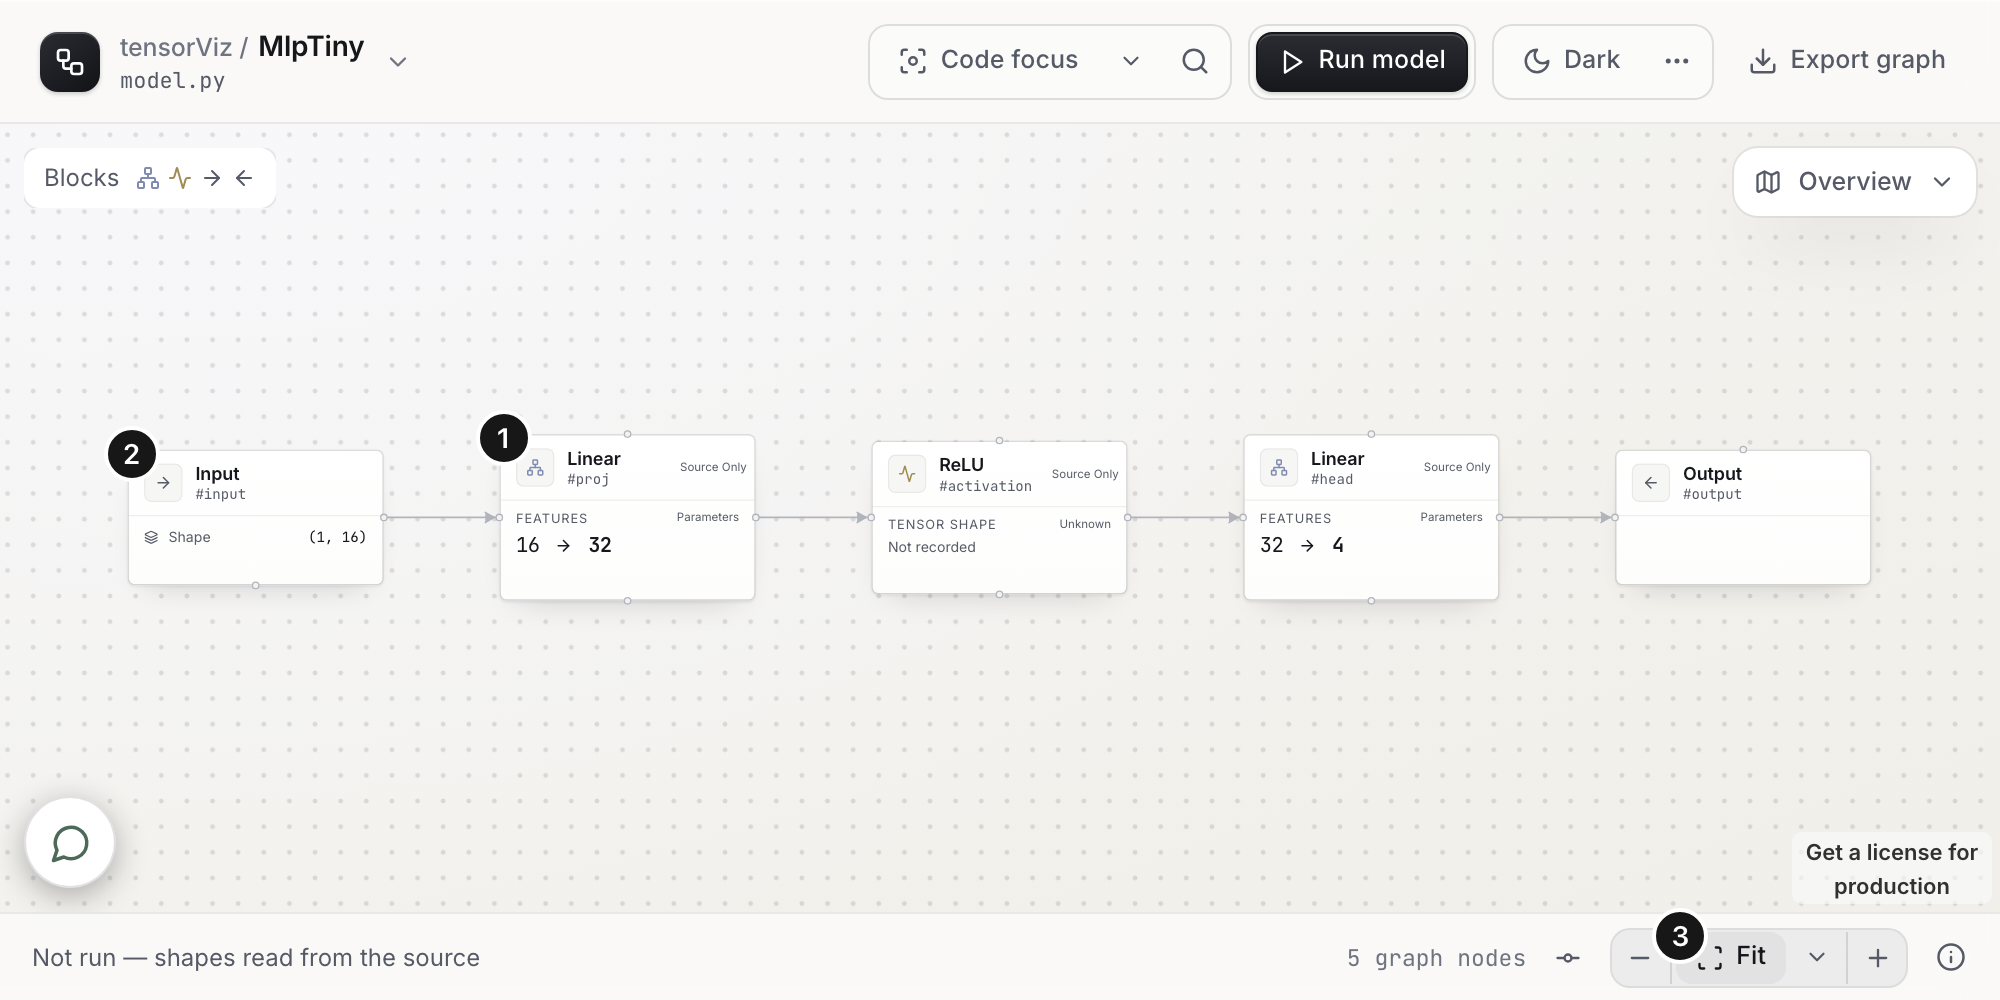 tensorViz / MlpTiny
model.py
Code focus
Run model
Dark
Export graph
Blocks
Overview
2
Input
#input
Shape (1, 16)
1
Linear
#proj
Source Only
FEATURES Parameters
16 → 32
ReLU
#activation
Source Only
TENSOR SHAPE Unknown
Not recorded
Linear
#head
Source Only
FEATURES Parameters
32 → 4
Output
#output
Get a license for
production
Not run — shapes read from the source
5 graph nodes
3
Fit